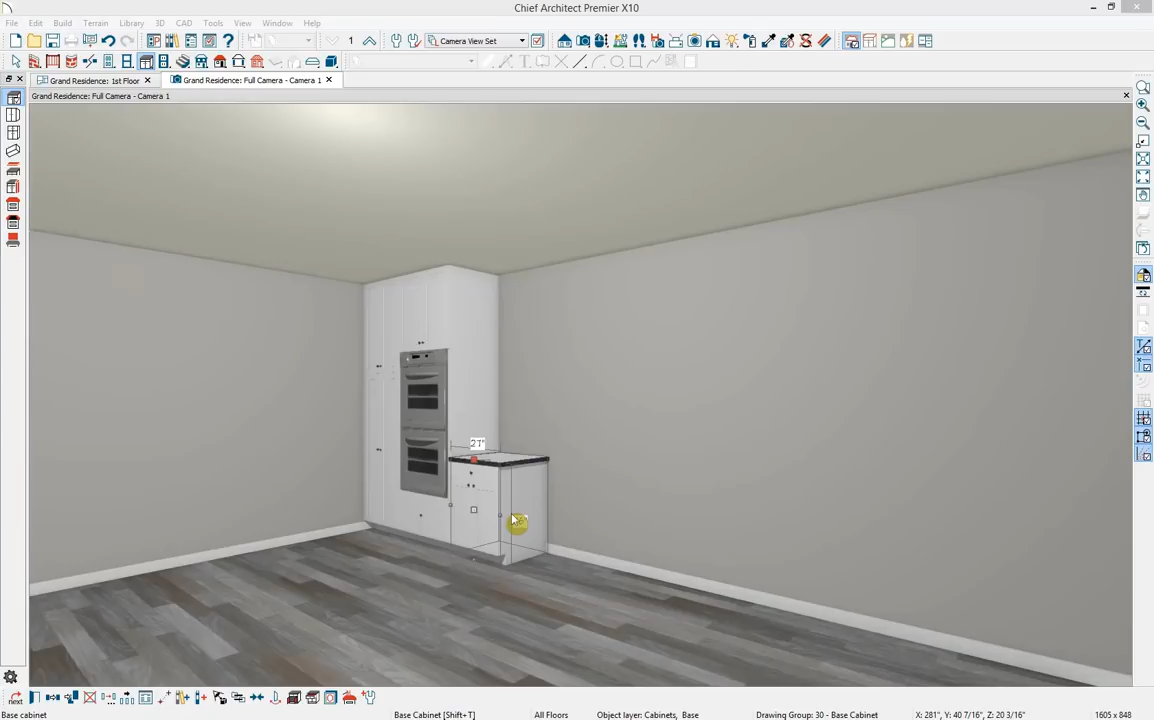 Chief Architect Premier X10
File Edit Build Terrain Library 3D CAD Tools View Window Help
1 Camera View Set
Grand Residence: 1st Floor Grand Residence: Full Camera - Camera 1
Grand Residence: Full Camera - Camera 1
27"
next
Base cabinet Base Cabinet [Shift+T] All Floors Object layer: Cabinets, Base Drawing Group: 30 - Base Cabinet X: 281", Y: 40 7/16", Z: 20 3/16" 1605 x 848